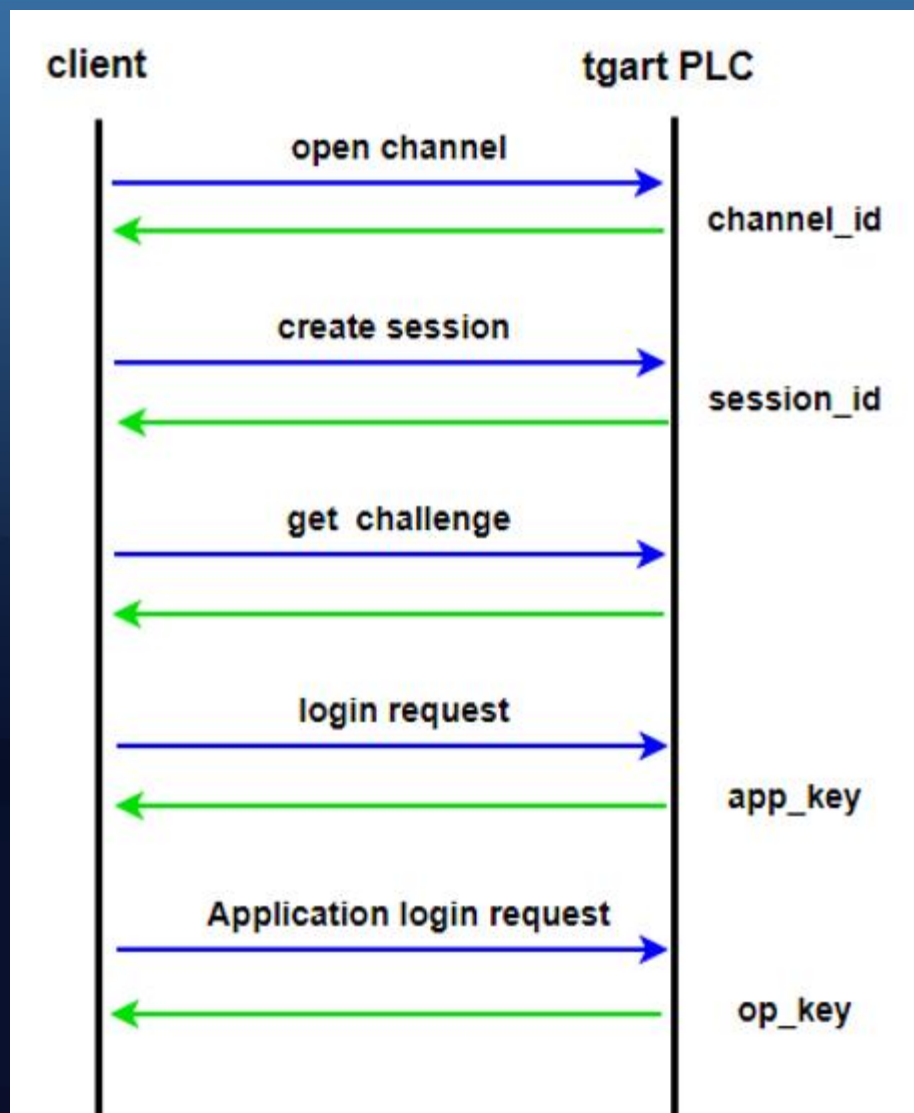 client
tgart PLC
open channel
channel_id
create session
session_id
get challenge
login request
app_key
Application login request
op_key